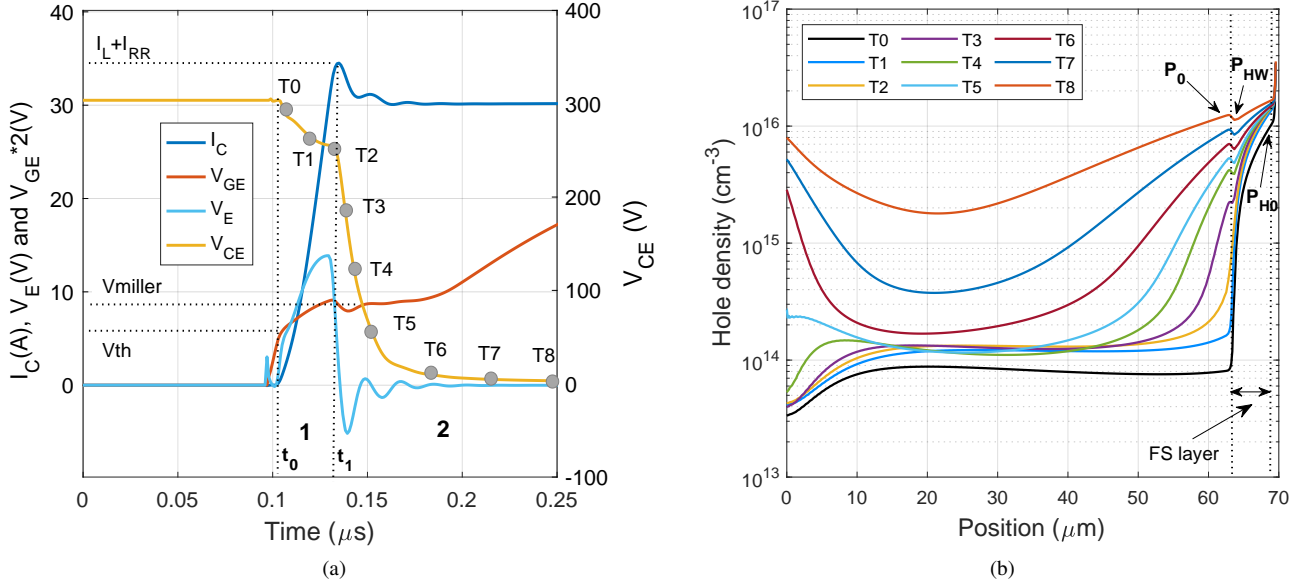 I_L+I_RR
I_C
V_GE
V_E
V_CE
T0
T1
T2
T3
T4
T5
T6
T7
T8
Vmiller
Vth
1
2
t_0
t_1
40
30
20
10
0
400
300
200
100
0
-100
0
0.05
0.1
0.15
0.2
0.25
I_C(A), V_E(V) and V_GE*2(V)
V_CE (V)
Time (μs)
(a)
10^17
10^16
10^15
10^14
10^13
T0
T3
T6
T1
T4
T7
T2
T5
T8
P_0
P_HW
P_H0
FS layer
0
10
20
30
40
50
60
70
Hole density (cm^-3)
Position (μm)
(b)